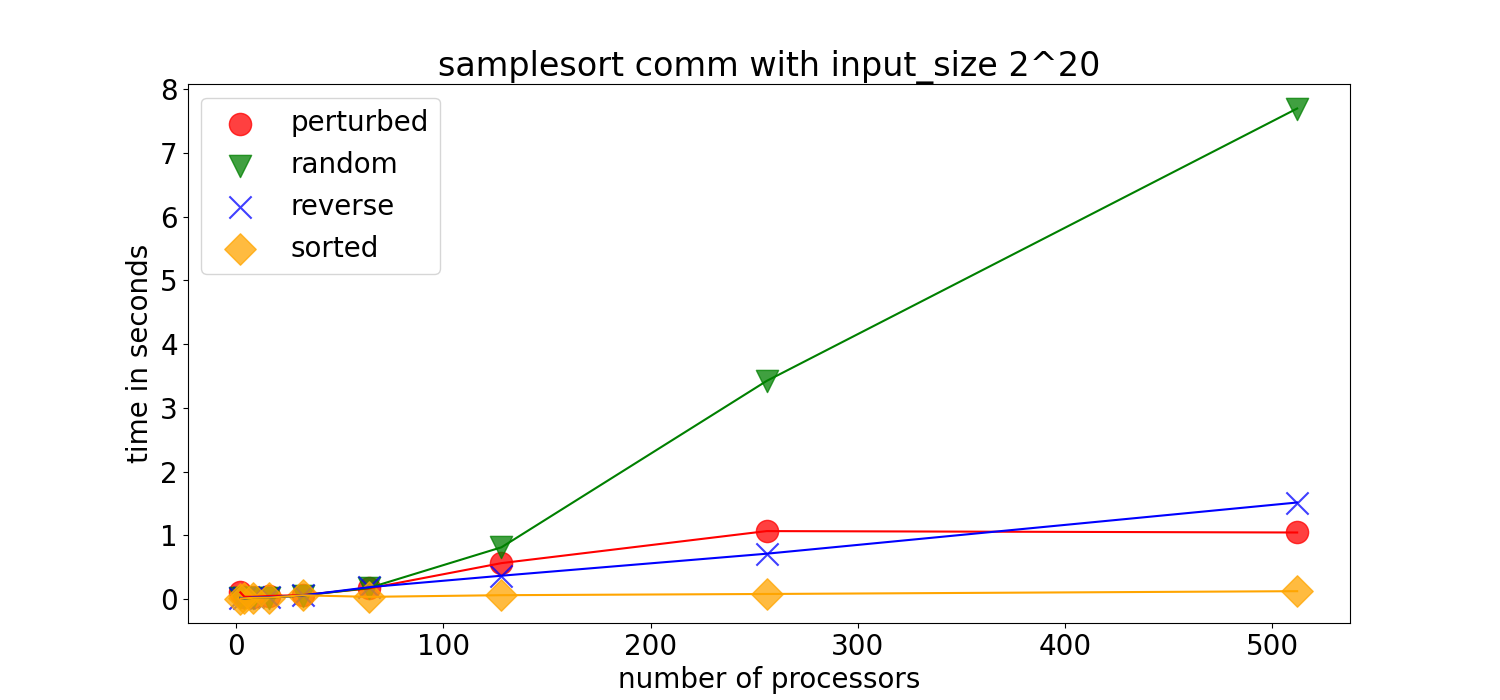 samplesort comm with input_size 2^20
8
7
6
5
4
3
2
1
0
time in seconds
perturbed
random
reverse
sorted
0 100 200 300 400 500
number of processors